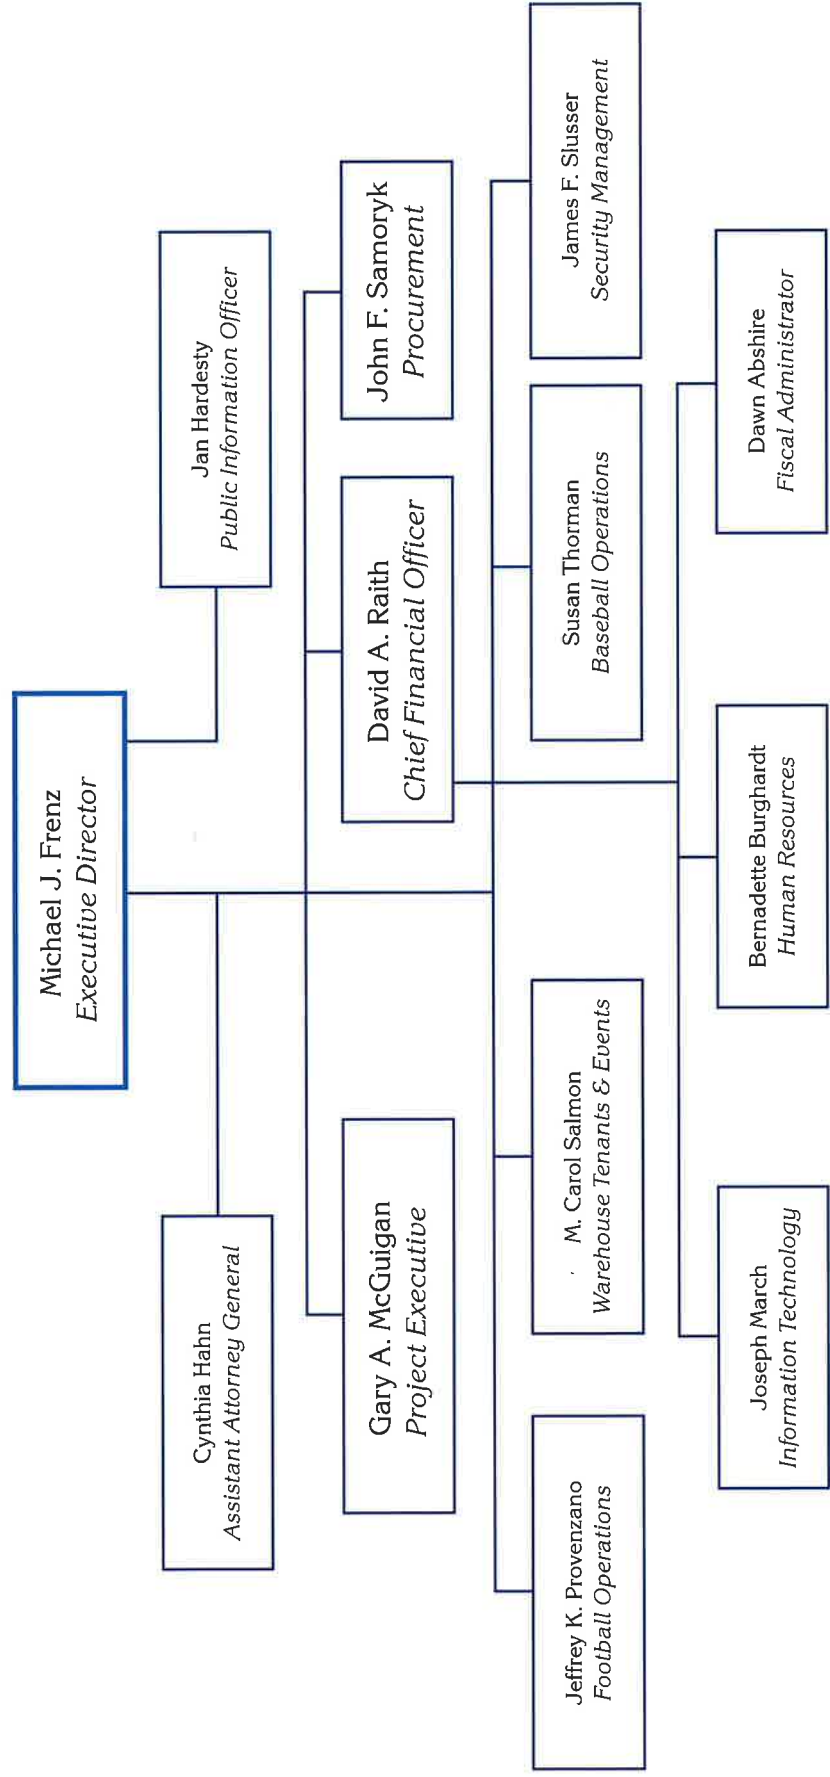 Michael J. Frenz
Executive Director
Cynthia Hahn
Assistant Attorney General
Jan Hardesty
Public Information Officer
Gary A. McGuigan
Project Executive
David A. Raith
Chief Financial Officer
John F. Samoryk
Procurement
Jeffrey K. Provenzano
Football Operations
M. Carol Salmon
Warehouse Tenants & Events
Susan Thorman
Baseball Operations
James F. Slusser
Security Management
Joseph March
Information Technology
Bernadette Burghardt
Human Resources
Dawn Abshire
Fiscal Administrator